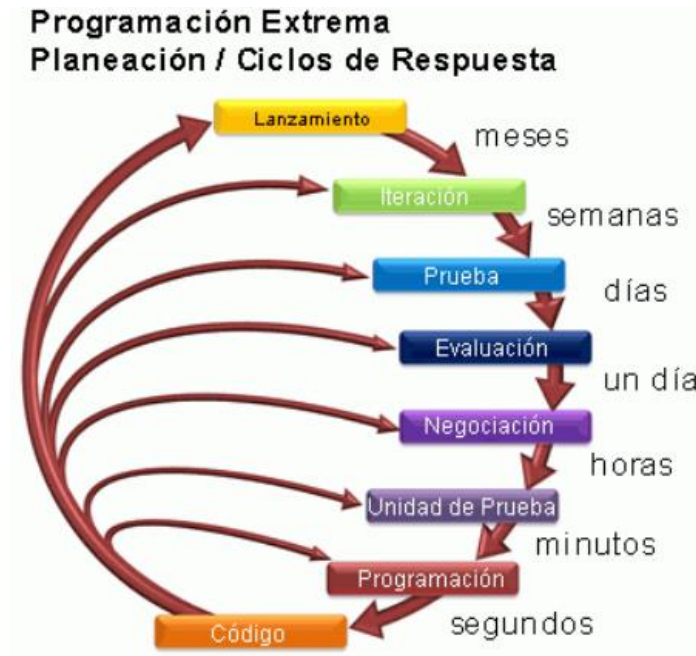 Programación Extrema
Planeación / Ciclos de Respuesta
Lanzamiento
meses
Iteración
semanas
Prueba
días
Evaluación
un día
Negociación
horas
Unidad de Prueba
minutos
Programación
segundos
Código